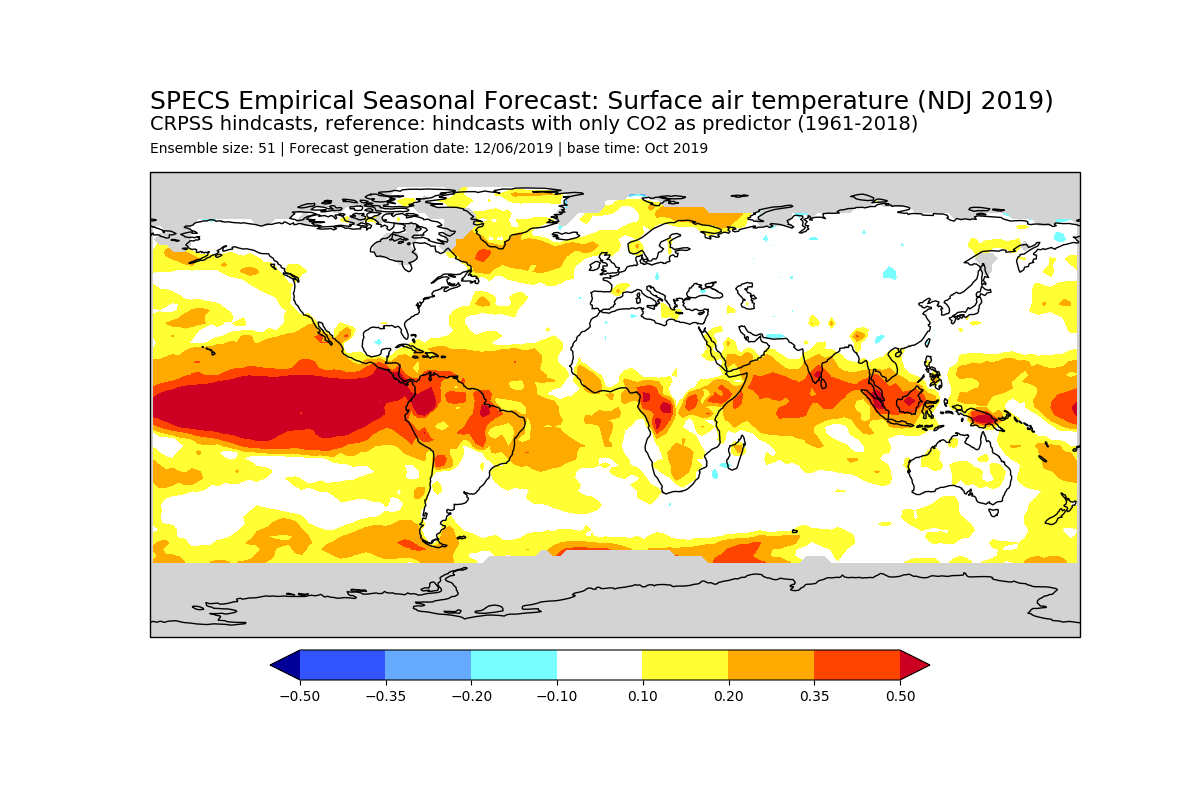 SPECS Empirical Seasonal Forecast: Surface air temperature (NDJ 2019)
CRPSS hindcasts, reference: hindcasts with only CO2 as predictor (1961-2018)
Ensemble size: 51 | Forecast generation date: 12/06/2019 | base time: Oct 2019
−0.50 −0.35 −0.20 −0.10 0.10 0.20 0.35 0.50